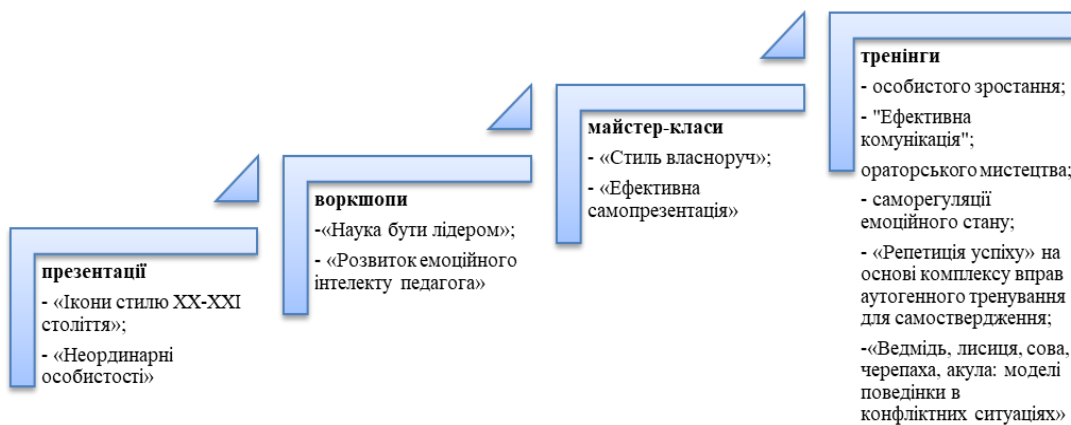 презентації
- «Ікони стилю XX-XXI
століття»;
- «Неординарні
особистості»
воркшопи
-«Наука бути лідером»;
- «Розвиток емоційного
інтелекту педагога»
майстер-класи
- «Стиль власноруч»;
- «Ефективна
самопрезентація»
тренінги
- особистого зростання;
- "Ефективна
комунікація";
ораторського мистецтва;
- саморегуляції
емоційного стану;
- «Репетиція успіху» на
основі комплексу вправ
аутогенного тренування
для самоствердження;
-«Ведмідь, лисиця, сова,
черепаха, акула: моделі
поведінки в
конфліктних ситуаціях»